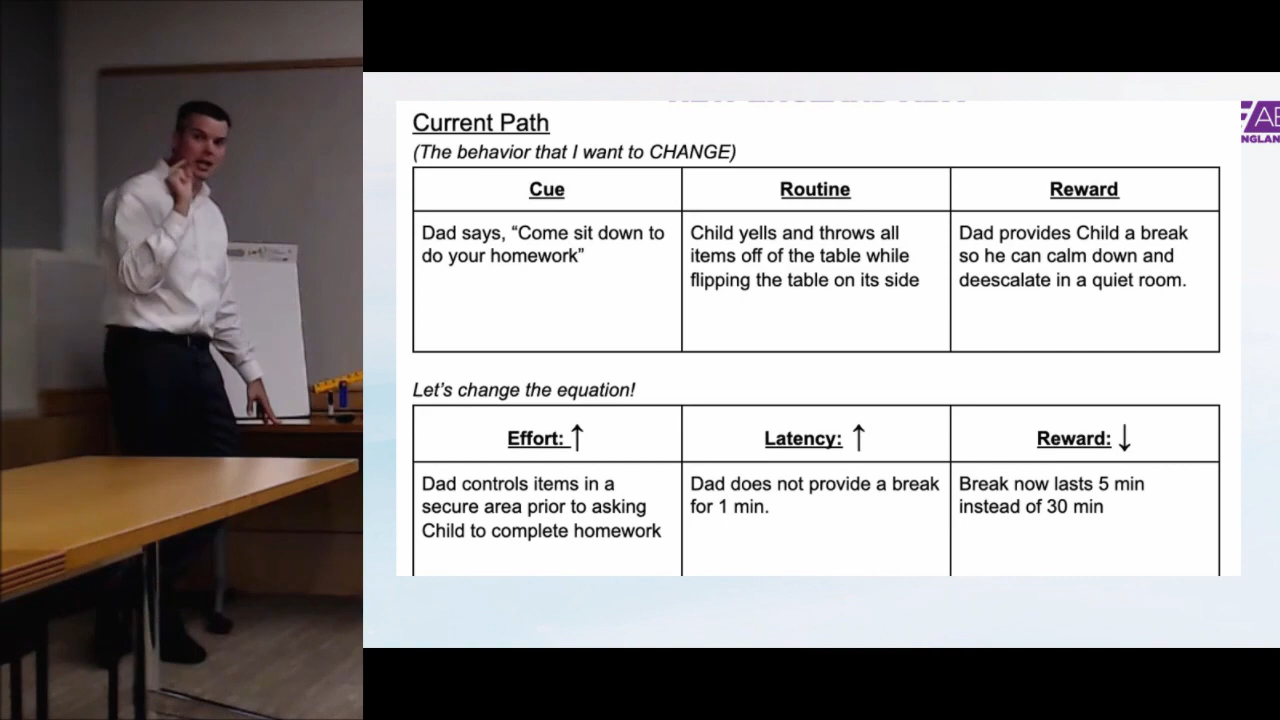 Current Path
(The behavior that I want to CHANGE)
Cue
Routine
Reward
Dad says, “Come sit down to
do your homework”
Child yells and throws all
items off of the table while
flipping the table on its side
Dad provides Child a break
so he can calm down and
deescalate in a quiet room.
Let’s change the equation!
Effort: ↑
Latency: ↑
Reward: ↓
Dad controls items in a
secure area prior to asking
Child to complete homework
Dad does not provide a break
for 1 min.
Break now lasts 5 min
instead of 30 min